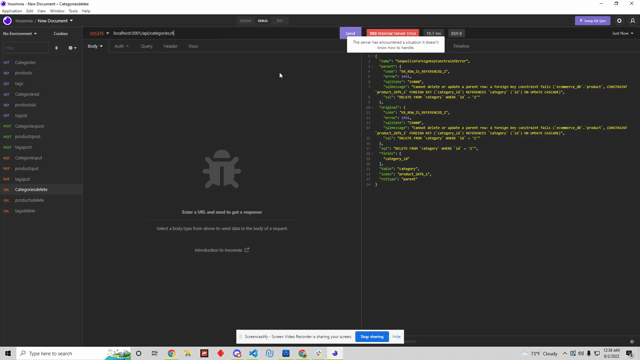 Insomnia – New Document – Categoriesdelete
Application Edit View Window Tools Help
Insomnia / New Document
DESIGN DEBUG TEST
Setup Git Sync
No Environment Cookies
DELETE localhost:3001/api/categories/
Send
500 Internal Server Error
13.7 ms
Just Now
The server has encountered a situation it doesn't
know how to handle.
Filter
Body Auth Query Header Docs
Timeline
GET Categories
GET products
GET tags
GET Categoriesid
GET productsid
GET tagsid
POST Categoriespost
POST productspost
POST tagspost
PUT Categoriesput
PUT productsput
PUT tagsput
DEL Categoriesdelete
DEL productsdelete
DEL tagsdelete
Enter a URL and send to get a response
Select a body type from above to send data in the body of a request
Introduction to Insomnia
1 {
"name": "SequelizeForeignKeyConstraintError",
"parent": {
"code": "ER_ROW_IS_REFERENCED_2",
"errno": 1451,
"sqlState": "23000",
"sqlMessage": "Cannot delete or update a parent row: a foreign key constraint fails (`ecommerce_db`.`product`, CONSTRAINT
`product_ibfk_1` FOREIGN KEY (`category_id`) REFERENCES `category` (`id`) ON UPDATE CASCADE)",
"sql": "DELETE FROM `category` WHERE `id` = '1'"
},
"original": {
"code": "ER_ROW_IS_REFERENCED_2",
"errno": 1451,
"sqlState": "23000",
"sqlMessage": "Cannot delete or update a parent row: a foreign key constraint fails (`ecommerce_db`.`product`, CONSTRAINT
`product_ibfk_1` FOREIGN KEY (`category_id`) REFERENCES `category` (`id`) ON UPDATE CASCADE)",
"sql": "DELETE FROM `category` WHERE `id` = '1'"
},
"sql": "DELETE FROM `category` WHERE `id` = '1'",
"fields": [
"category_id"
],
"table": "category",
"index": "product_ibfk_1",
"reltype": "parent"
}
Screencastify - Screen Video Recorder is sharing your screen.
Stop sharing
Hide
Type here to search
73°F Cloudy
12:36 AM
8/2/2022